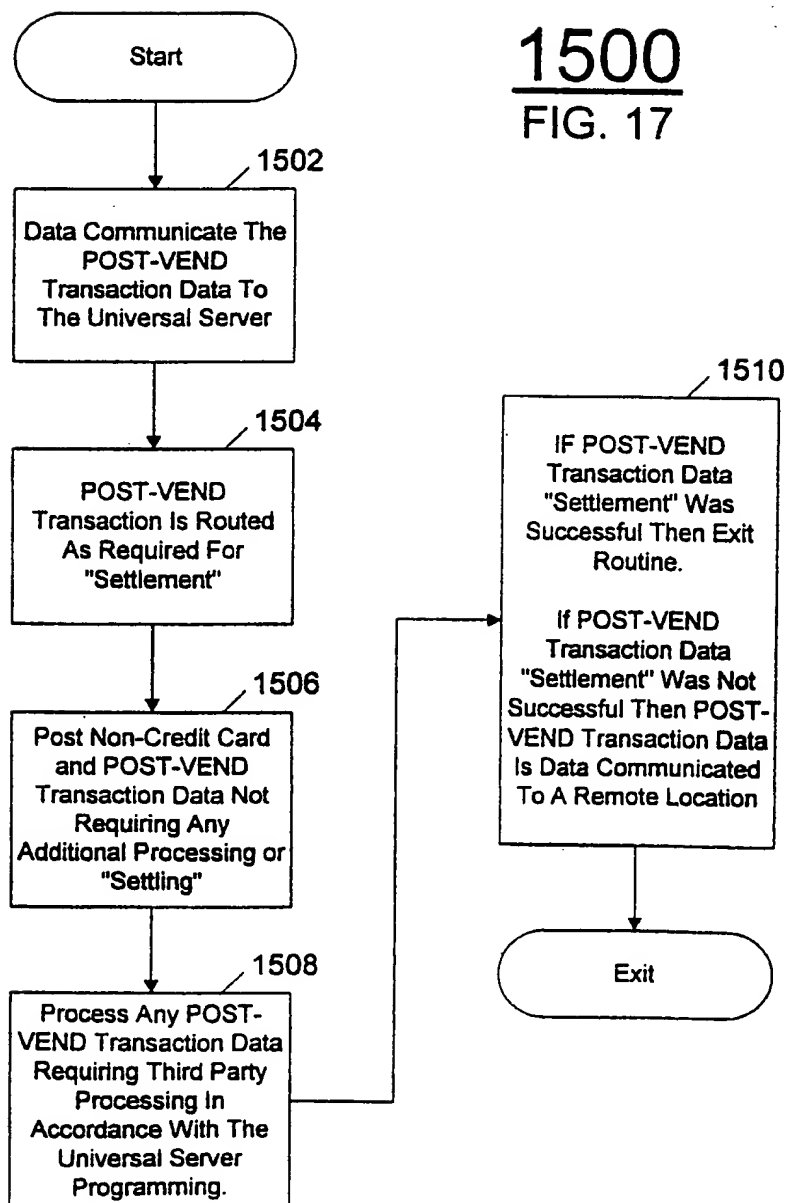 Start
1500
FIG. 17
1502
Data Communicate The
POST-VEND
Transaction Data To
The Universal Server
1504
POST-VEND
Transaction Is Routed
As Required For
"Settlement"
1506
Post Non-Credit Card
and POST-VEND
Transaction Data Not
Requiring Any
Additional Processing or
"Settling"
1508
Process Any POST-
VEND Transaction Data
Requiring Third Party
Processing In
Accordance With The
Universal Server
Programming.
1510
IF POST-VEND
Transaction Data
"Settlement" Was
Successful Then Exit
Routine.
If POST-VEND
Transaction Data
"Settlement" Was Not
Successful Then POST-
VEND Transaction Data
Is Data Communicated
To A Remote Location
Exit